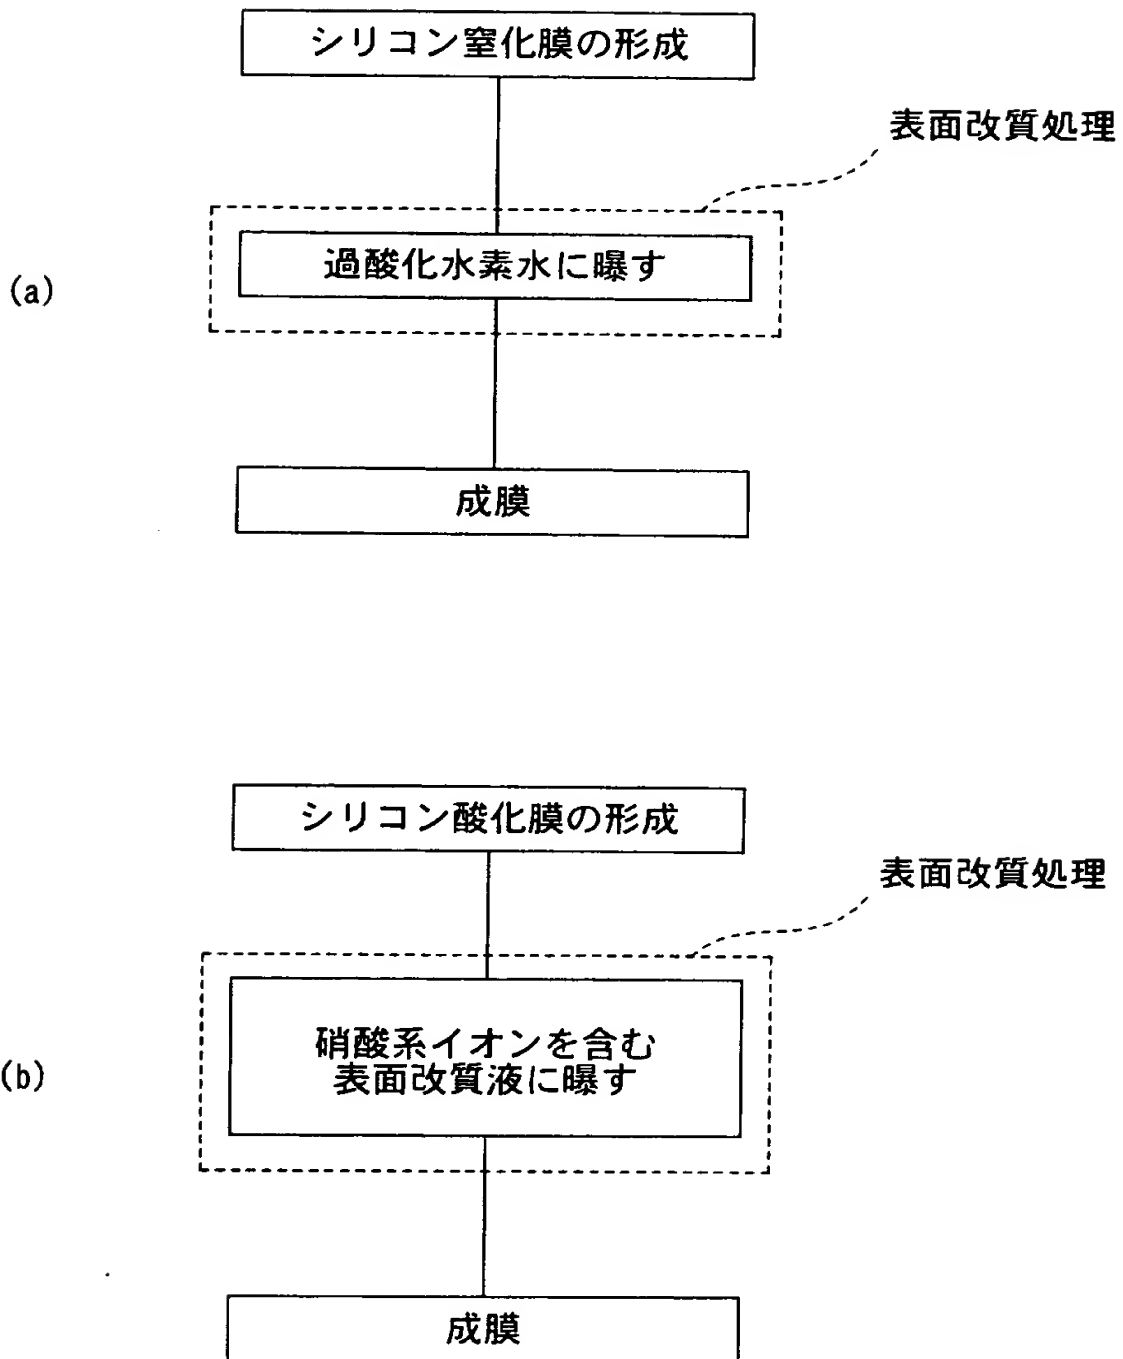 シリコン窒化膜の形成
表面改質処理
過酸化水素水に曝す
(a)
成膜
シリコン酸化膜の形成
表面改質処理
硝酸系イオンを含む
表面改質液に曝す
(b)
成膜